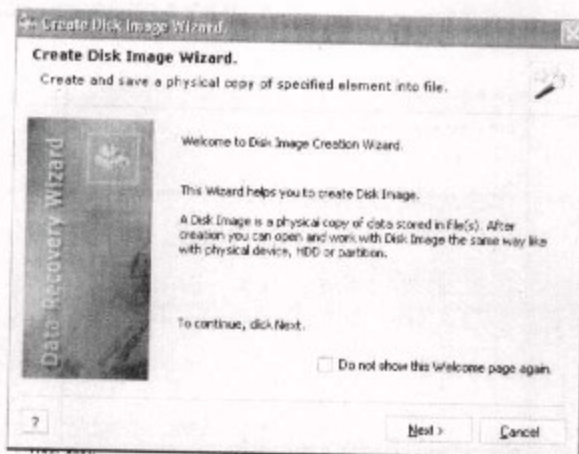 Create Disk Image Wizard.
Create Disk Image Wizard.
Create and save a physical copy of specified element into file.
Data Recovery Wizard
Welcome to Disk Image Creation Wizard.
This Wizard helps you to create Disk Image.
A Disk Image is a physical copy of data stored in file(s). After
creation you can open and work with Disk Image the same way like
with physical device, HDD or partition.
To continue, click Next.
Do not show this Welcome page again.
?
Next >
Cancel